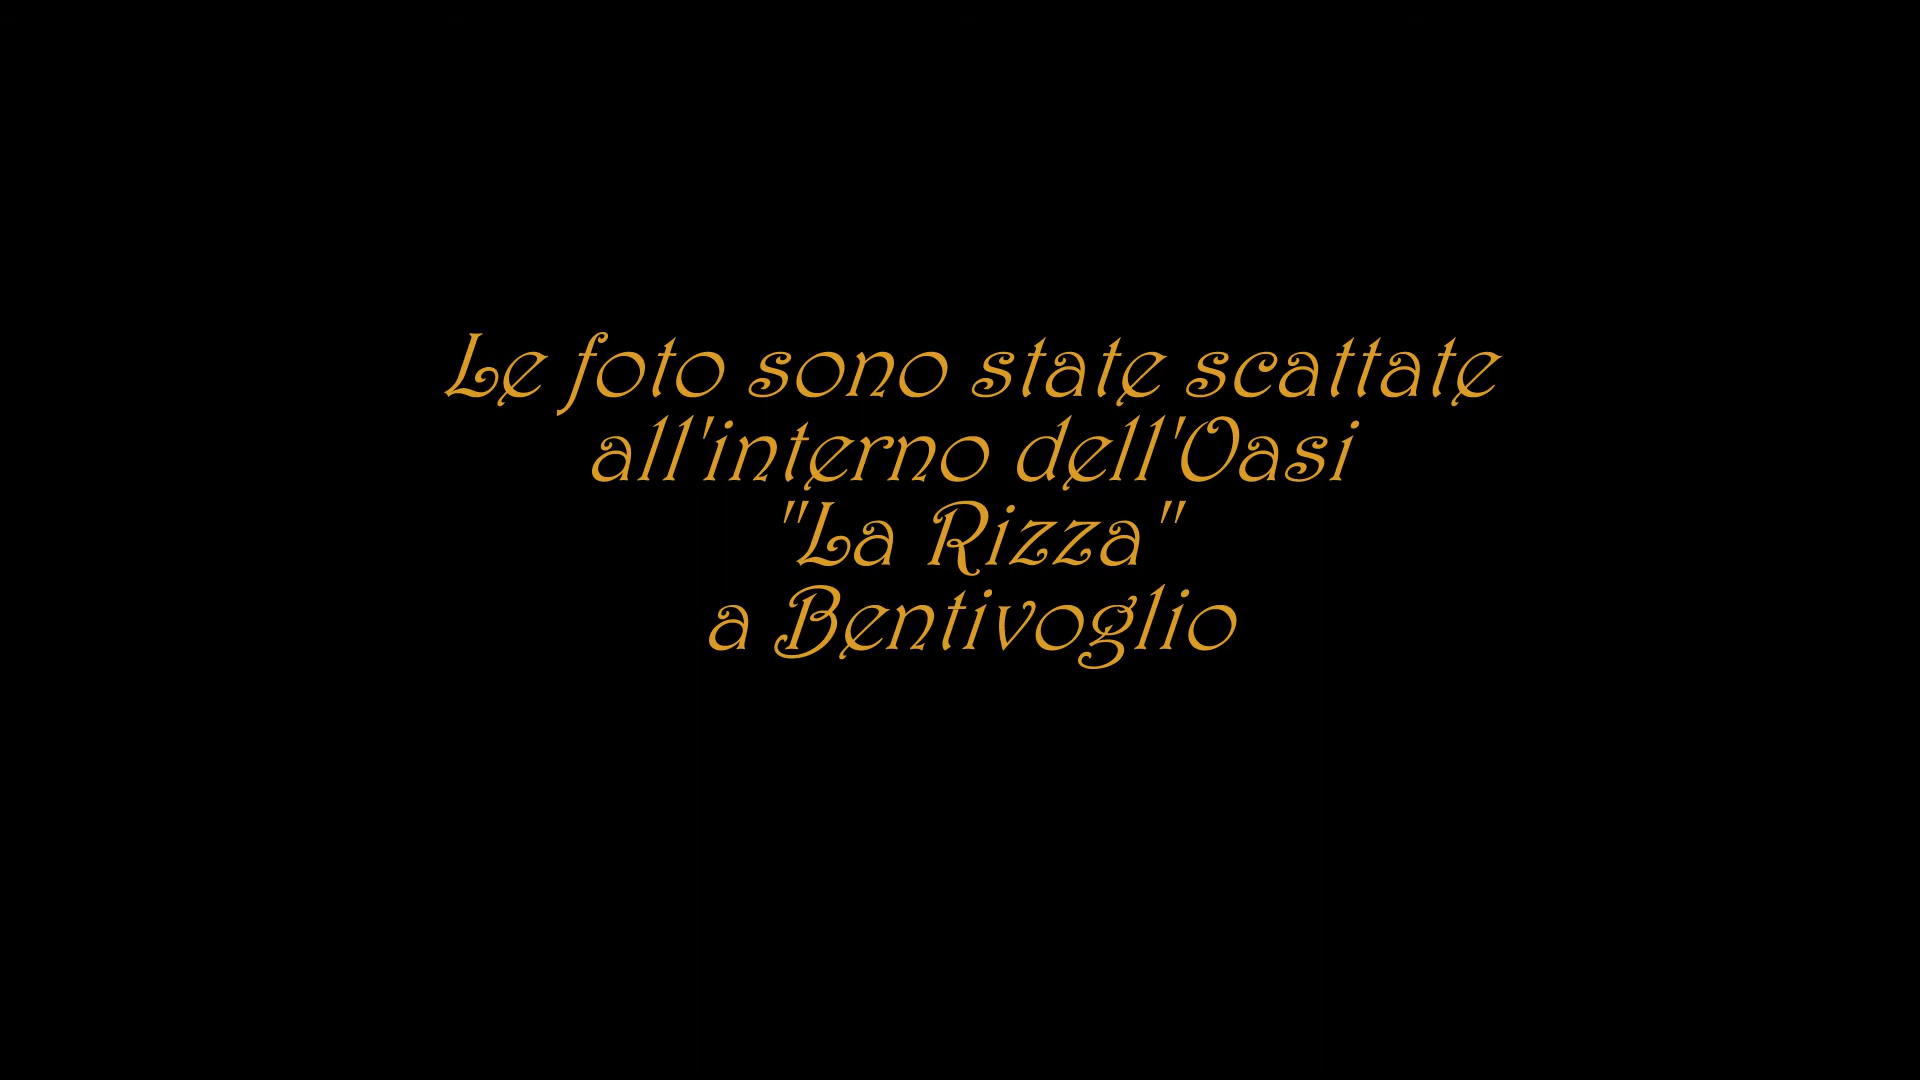 Le foto sono state scattate
all'interno dell'Oasi
"La Rizza"
a Bentivoglio